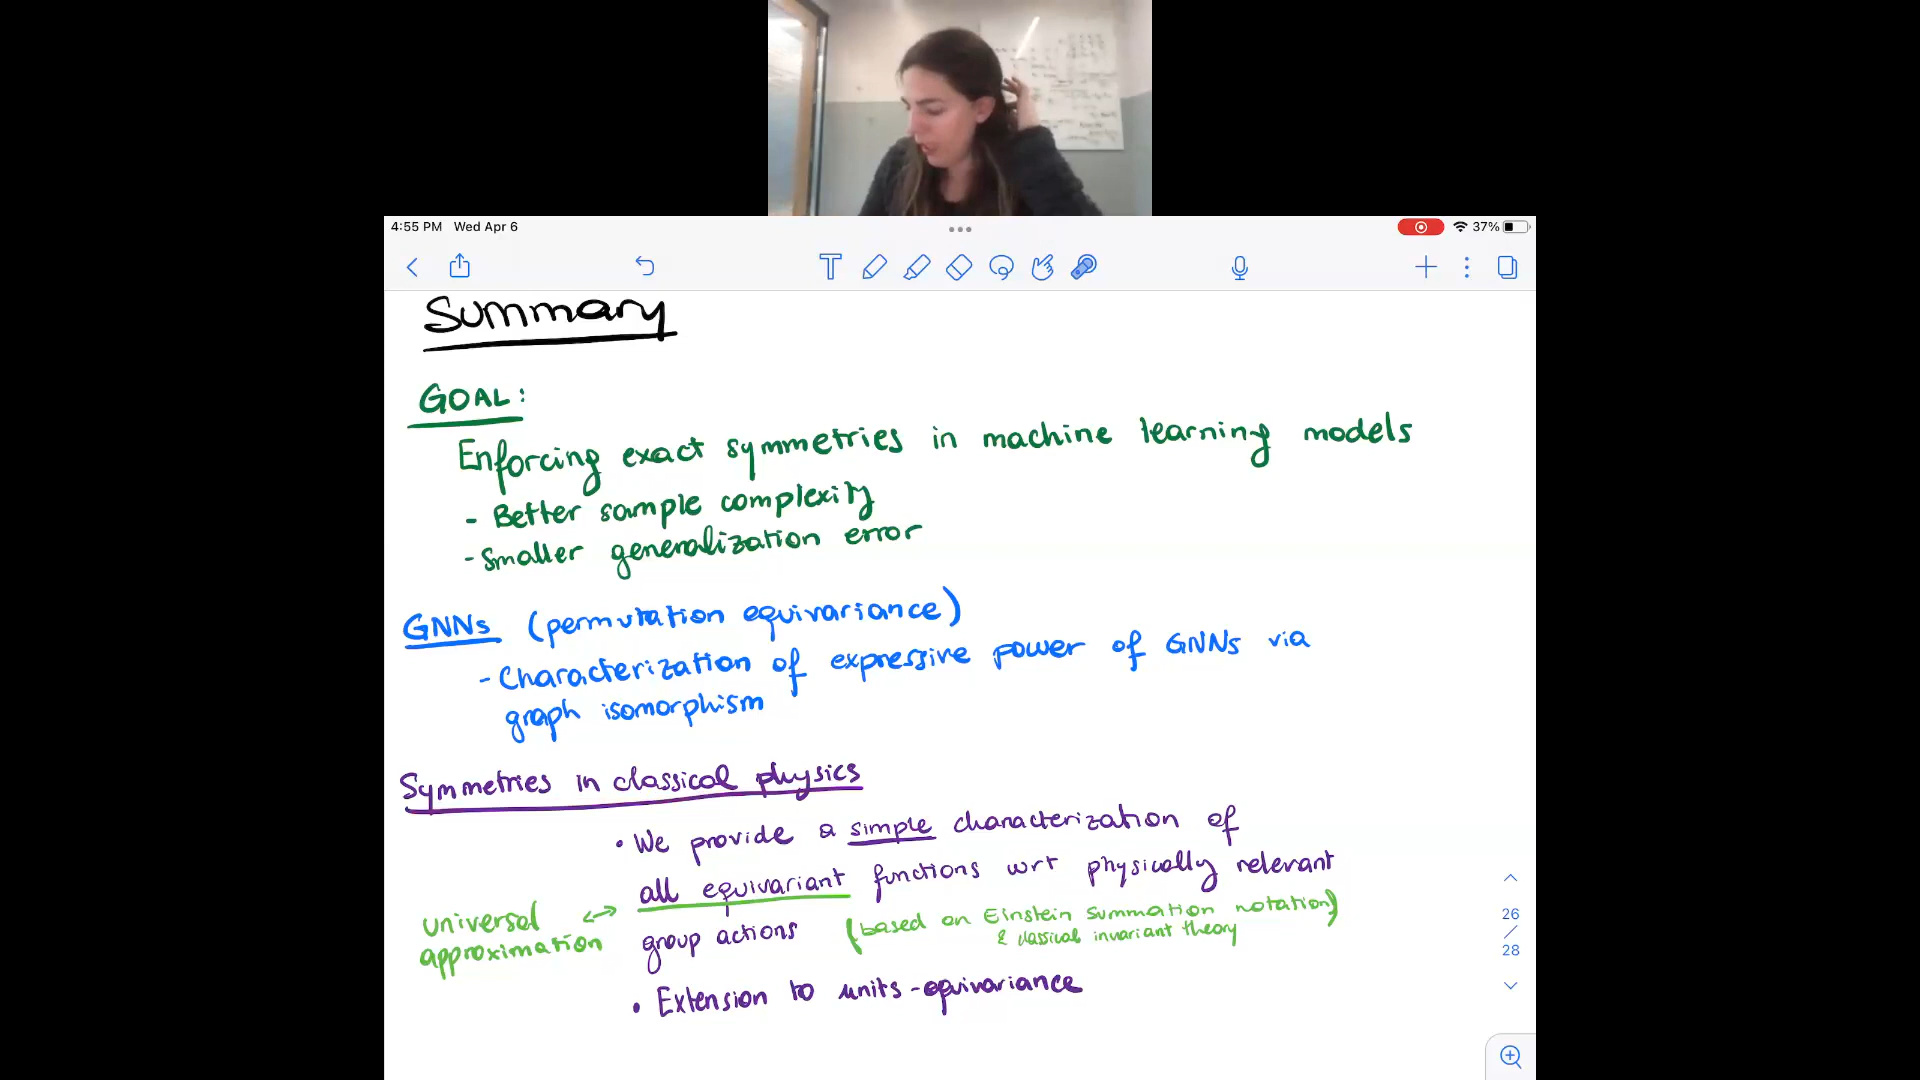 4:55 PM Wed Apr 6
37%
Summary
GOAL:
Enforcing exact symmetries in machine learning models
- Better sample complexity
- Smaller generalization error
GNNs (permutation equivariance)
- Characterization of expressive power of GNNs via
graph isomorphism
Symmetries in classical physics
• We provide a simple characterization of
all equivariant functions wrt physically relevant
group actions (based on Einstein summation notation)
& classical invariant theory
universal
approximation
• Extension to units-equivariance
26
/
28